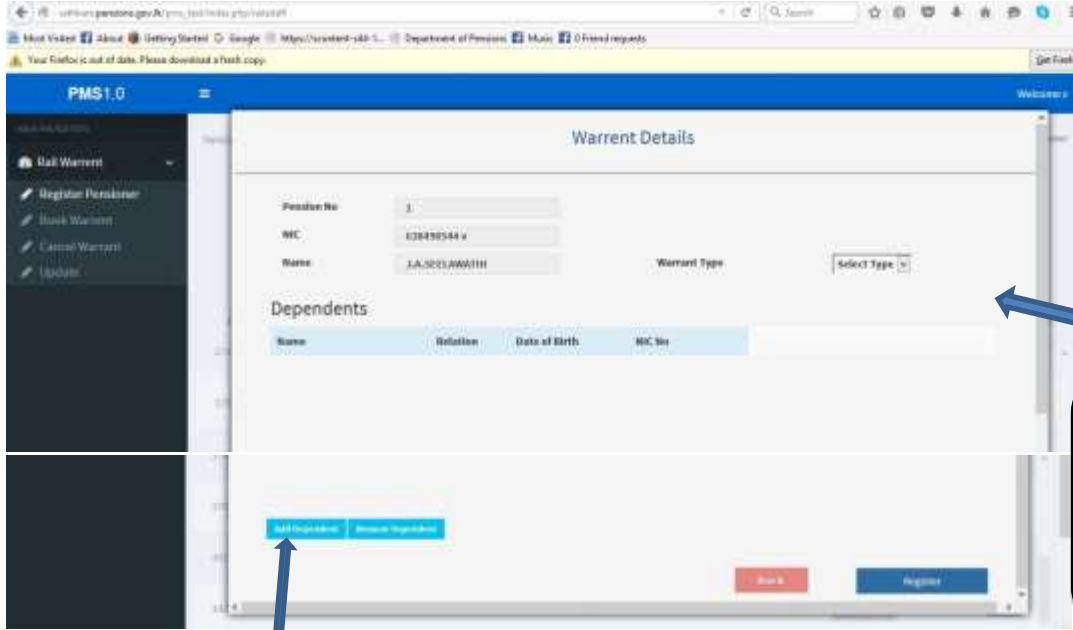 Search
Most Visited About Getting Started Google Department of Pensions Music 0 Friend requests
Your Firefox is out of date. Please download a fresh copy.
PMS1.0
Welcome
Warrent Details
Rail Warrent
Register Pensioner
Book Warrent
Cancel Warrant
Update
Pension No 1
NIC
Name J.A.SEELAWATHI Warrant Type Select Type
Dependents
Name Relation Date of Birth NIC No
Add Dependent Remove Dependent
Register